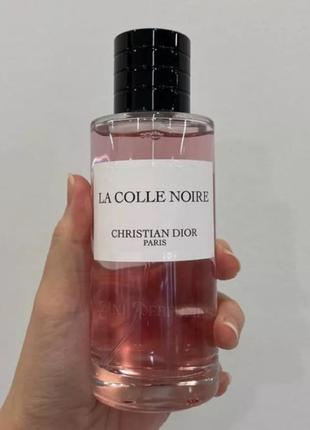 LA COLLE NOIRE
CHRISTIAN DIOR
PARIS